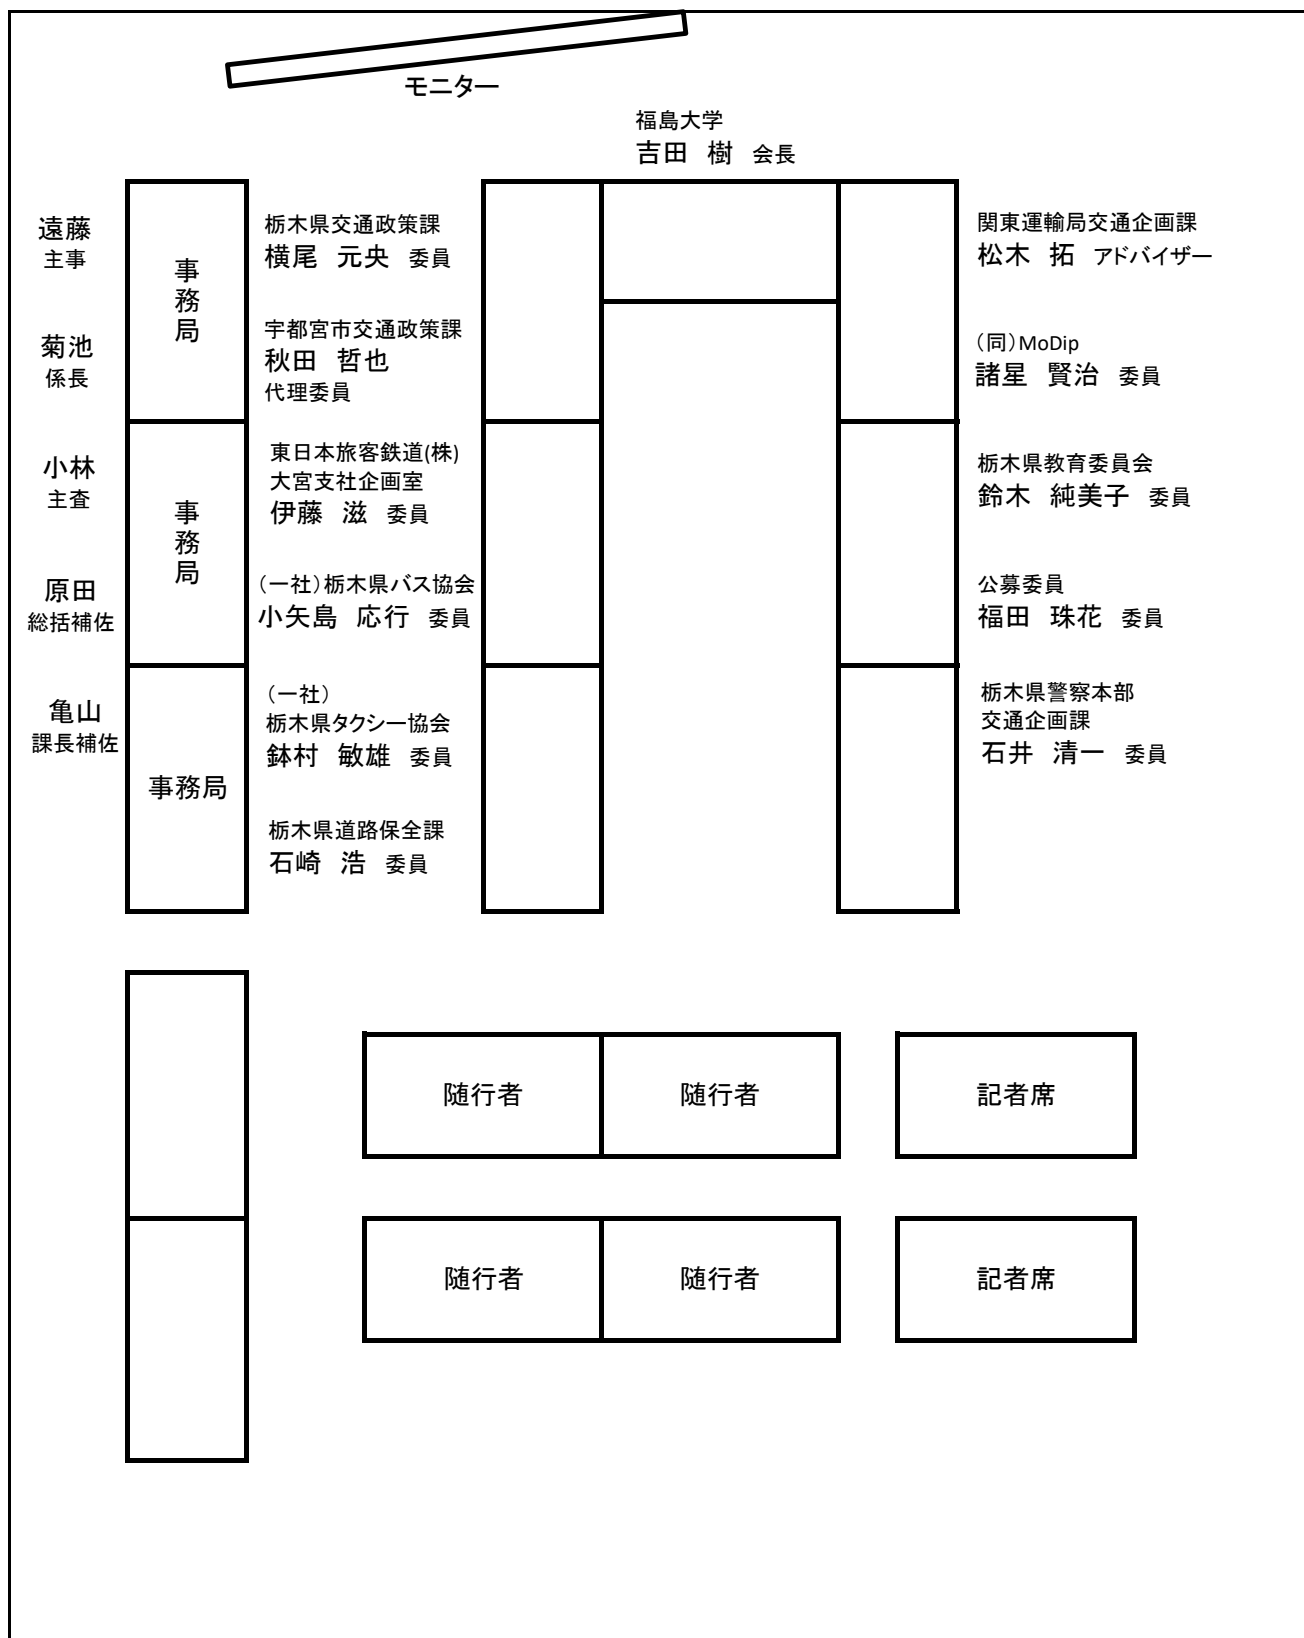 モニター
福島大学
吉田 樹 会長
遠藤
主事
菊池
係長
小林
主査
原田
総括補佐
亀山
課長補佐
事務局
事務局
事務局
栃木県交通政策課
横尾 元央 委員
宇都宮市交通政策課
秋田 哲也
代理委員
東日本旅客鉄道(株)
大宮支社企画室
伊藤 滋 委員
(一社)栃木県バス協会
小矢島 応行 委員
(一社)
栃木県タクシー協会
鉢村 敏雄 委員
栃木県道路保全課
石崎 浩 委員
関東運輸局交通企画課
松木 拓 アドバイザー
(同)MoDip
諸星 賢治 委員
栃木県教育委員会
鈴木 純美子 委員
公募委員
福田 珠花 委員
栃木県警察本部
交通企画課
石井 清一 委員
随行者 随行者 記者席
随行者 随行者 記者席